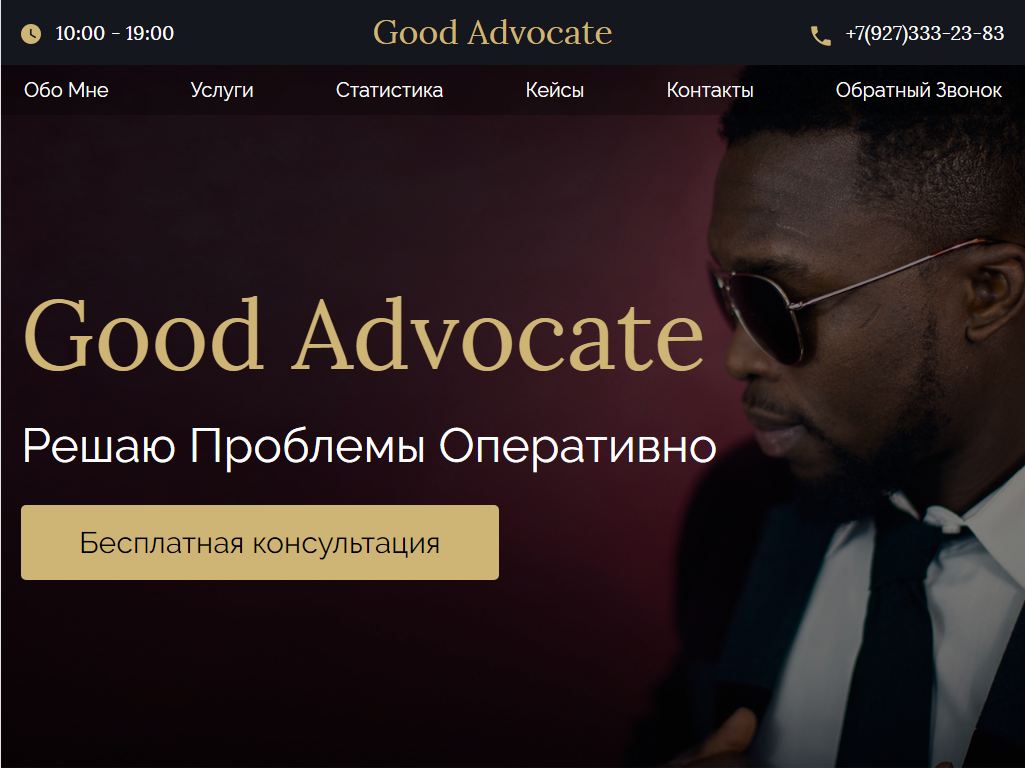 10:00 - 19:00
Good Advocate
+7(927)333-23-83
Обо Мне
Услуги
Статистика
Кейсы
Контакты
Обратный Звонок
Good Advocate
Решаю Проблемы Оперативно
Бесплатная консультация